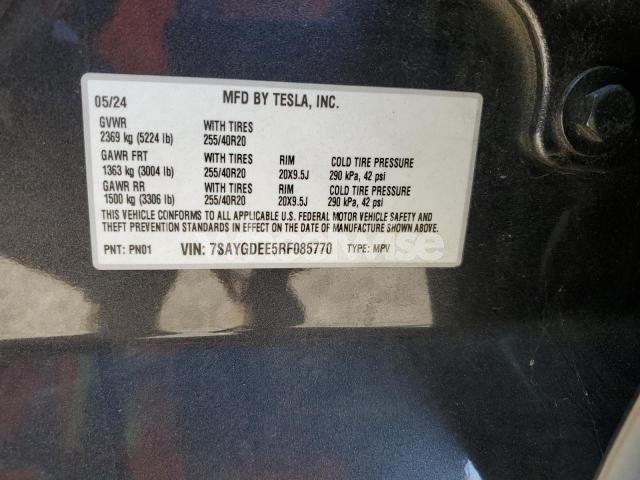 05/24 MFD BY TESLA, INC.
GVWR WITH TIRES
2369 kg (5224 lb) 255/40R20
GAWR FRT WITH TIRES RIM COLD TIRE PRESSURE
1363 kg (3004 lb) 255/40R20 20X9.5J 290 kPa, 42 psi
GAWR RR WITH TIRES RIM COLD TIRE PRESSURE
1500 kg (3306 lb) 255/40R20 20X9.5J 290 kPa, 42 psi
THIS VEHICLE CONFORMS TO ALL APPLICABLE U.S. FEDERAL MOTOR VEHICLE SAFETY AND
THEFT PREVENTION STANDARDS IN EFFECT ON THE DATE OF MANUFACTURE SHOWN ABOVE.
PNT: PN01 VIN: 7SAYGDEE5RF085770 TYPE: MPV